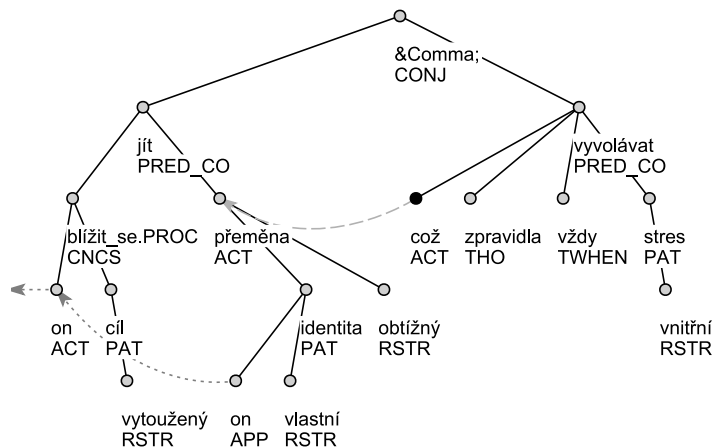 &Comma;
CONJ
jít
PRED_CO
vyvolávat
PRED_CO
blížit_se.PROC
CNCS
přeměna
ACT
což
ACT
zpravidla
THO
vždy
TWHEN
stres
PAT
on
ACT
cíl
PAT
identita
PAT
obtížný
RSTR
vnitřní
RSTR
vytoužený
RSTR
on
APP
vlastní
RSTR